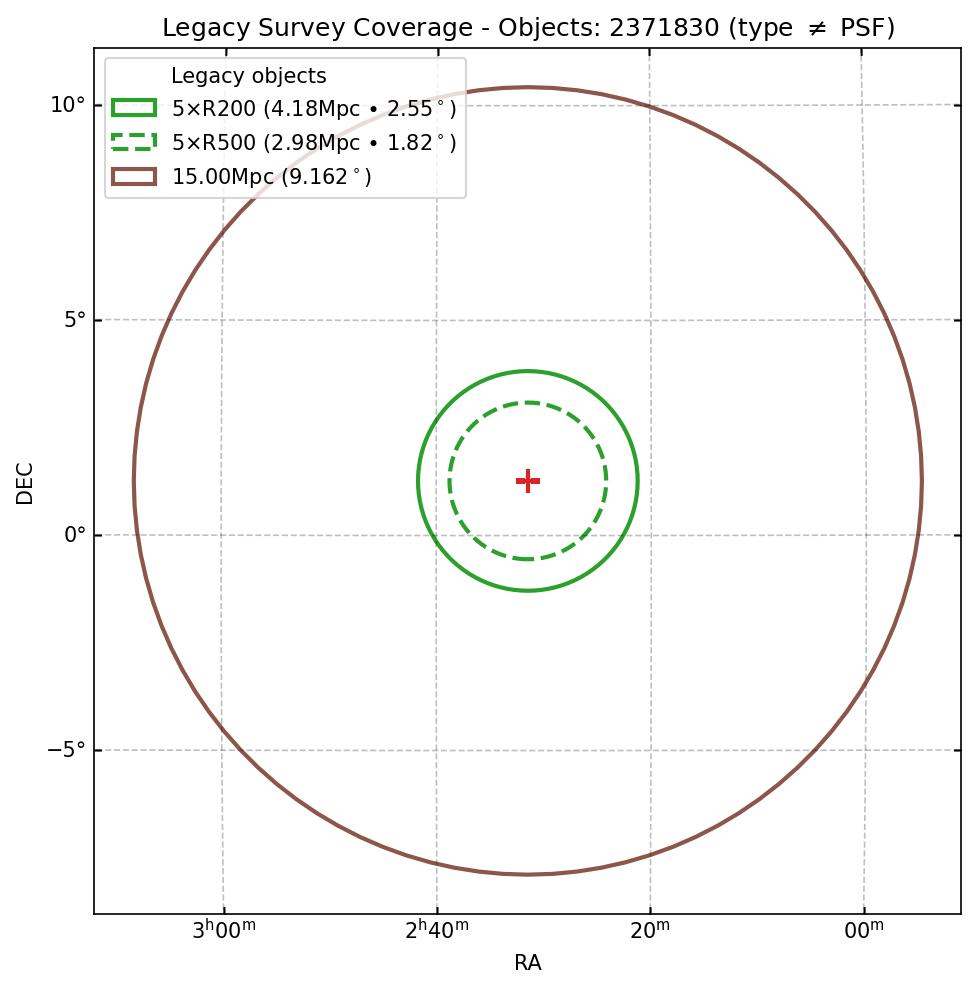 Legacy Survey Coverage - Objects: 2371830 (type ≠ PSF)
Legacy objects
5×R200 (4.18Mpc • 2.55°)
5×R500 (2.98Mpc • 1.82°)
15.00Mpc (9.162°)
10°
5°
0°
−5°
DEC
3ʰ00ᵐ 2ʰ40ᵐ 20ᵐ 00ᵐ
RA